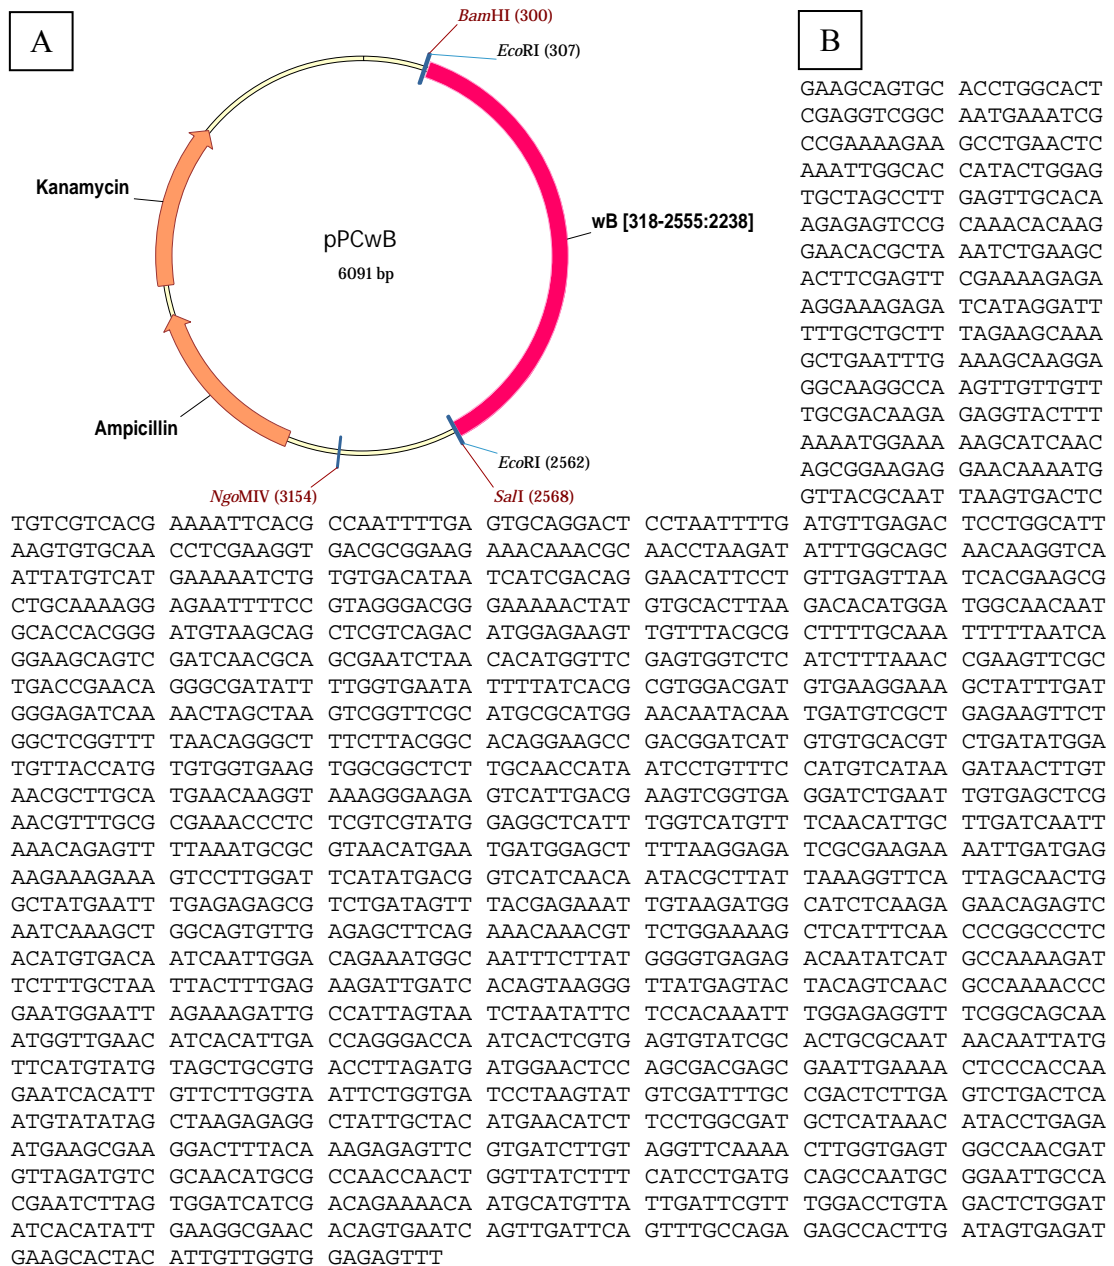 A
BamHI (300)
EcoRI (307)
Kanamycin
pPCwB
6091 bp
wB [318-2555:2238]
Ampicillin
EcoRI (2562)
NgoMIV (3154)
SalI (2568)
B
GAAGCAGTGC ACCTGGCACT
CGAGGTCGGC AATGAAATCG
CCGAAAAGAA GCCTGAACTC
AAATTGGCAC CATACTGGAG
TGCTAGCCTT GAGTTGCACA
AGAGAGTCCG CAAACACAAG
GAACACGCTA AATCTGAAGC
ACTTCGAGTT CGAAAAGAGA
AGGAAAGAGA TCATAGGATT
TTTGCTGCTT TAGAAGCAAA
GCTGAATTTG AAAGCAAGGA
GGCAAGGCCA AGTTGTTGTT
TGCGACAAGA GAGGTACTTT
AAAATGGAAA AAGCATCAAC
AGCGGAAGAG GAACAAAATG
GTTACGCAAT TAAGTGACTC
TGTCGTCACG AAAATTCACG CCAATTTTGA GTGCAGGACT CCTAATTTTG ATGTTGAGAC TCCTGGCATT
AAGTGTGCAA CCTCGAAGGT GACGCGGAAG AAACAAACGC AACCTAAGAT ATTTGGCAGC AACAAGGTCA
ATTATGTCAT GAAAAATCTG TGTGACATAA TCATCGACAG GAACATTCCT GTTGAGTTAA TCACGAAGCG
CTGCAAAAGG AGAATTTTCC GTAGGGACGG GAAAAACTAT GTGCACTTAA GACACATGGA TGGCAACAAT
GCACCACGGG ATGTAAGCAG CTCGTCAGAC ATGGAGAAGT TGTTTACGCG CTTTTGCAAA TTTTTAATCA
GGAAGCAGTC GATCAACGCA GCGAATCTAA CACATGGTTC GAGTGGTCTC ATCTTTAAAC CGAAGTTCGC
TGACCGAACA GGGCGATATT TTGGTGAATA TTTTATCACG CGTGGACGAT GTGAAGGAAA GCTATTTGAT
GGGAGATCAA AACTAGCTAA GTCGGTTCGC ATGCGCATGG AACAATACAA TGATGTCGCT GAGAAGTTCT
GGCTCGGTTT TAACAGGGCT TTCTTACGGC ACAGGAAGCC GACGGATCAT GTGTGCACGT CTGATATGGA
TGTTACCATG TGTGGTGAAG TGGCGGCTCT TGCAACCATA ATCCTGTTTC CATGTCATAA GATAACTTGT
AACGCTTGCA TGAACAAGGT AAAGGGAAGA GTCATTGACG AAGTCGGTGA GGATCTGAAT TGTGAGCTCG
AACGTTTGCG CGAAACCCTC TCGTCGTATG GAGGCTCATT TGGTCATGTT TCAACATTGC TTGATCAATT
AAACAGAGTT TTAAATGCGC GTAACATGAA TGATGGAGCT TTTAAGGAGA TCGCGAAGAA AATTGATGAG
AAGAAAGAAA GTCCTTGGAT TCATATGACG GTCATCAACA ATACGCTTAT TAAAGGTTCA TTAGCAACTG
GCTATGAATT TGAGAGAGCG TCTGATAGTT TACGAGAAAT TGTAAGATGG CATCTCAAGA GAACAGAGTC
AATCAAAGCT GGCAGTGTTG AGAGCTTCAG AAACAAACGT TCTGGAAAAG CTCATTTCAA CCCGGCCCTC
ACATGTGACA ATCAATTGGA CAGAAATGGC AATTTCTTAT GGGGTGAGAG ACAATATCAT GCCAAAAGAT
TCTTTGCTAA TTACTTTGAG AAGATTGATC ACAGTAAGGG TTATGAGTAC TACAGTCAAC GCCAAAACCC
GAATGGAATT AGAAAGATTG CCATTAGTAA TCTAATATTC TCCACAAATT TGGAGAGGTT TCGGCAGCAA
ATGGTTGAAC ATCACATTGA CCAGGGACCA ATCACTCGTG AGTGTATCGC ACTGCGCAAT AACAATTATG
TTCATGTATG TAGCTGCGTG ACCTTAGATG ATGGAACTCC AGCGACGAGC GAATTGAAAA CTCCCACCAA
GAATCACATT GTTCTTGGTA ATTCTGGTGA TCCTAAGTAT GTCGATTTGC CGACTCTTGA GTCTGACTCA
ATGTATATAG CTAAGAGAGG CTATTGCTAC ATGAACATCT TCCTGGCGAT GCTCATAAAC ATACCTGAGA
ATGAAGCGAA GGACTTTACA AAGAGAGTTC GTGATCTTGT AGGTTCAAAA CTTGGTGAGT GGCCAACGAT
GTTAGATGTC GCAACATGCG CCAACCAACT GGTTATCTTT CATCCTGATG CAGCCAATGC GGAATTGCCA
CGAATCTTAG TGGATCATCG ACAGAAAACA ATGCATGTTA TTGATTCGTT TGGACCTGTA GACTCTGGAT
ATCACATATT GAAGGCGAAC ACAGTGAATC AGTTGATTCA GTTTGCCAGA GAGCCACTTG ATAGTGAGAT
GAAGCACTAC ATTGTTGGTG GAGAGTTT